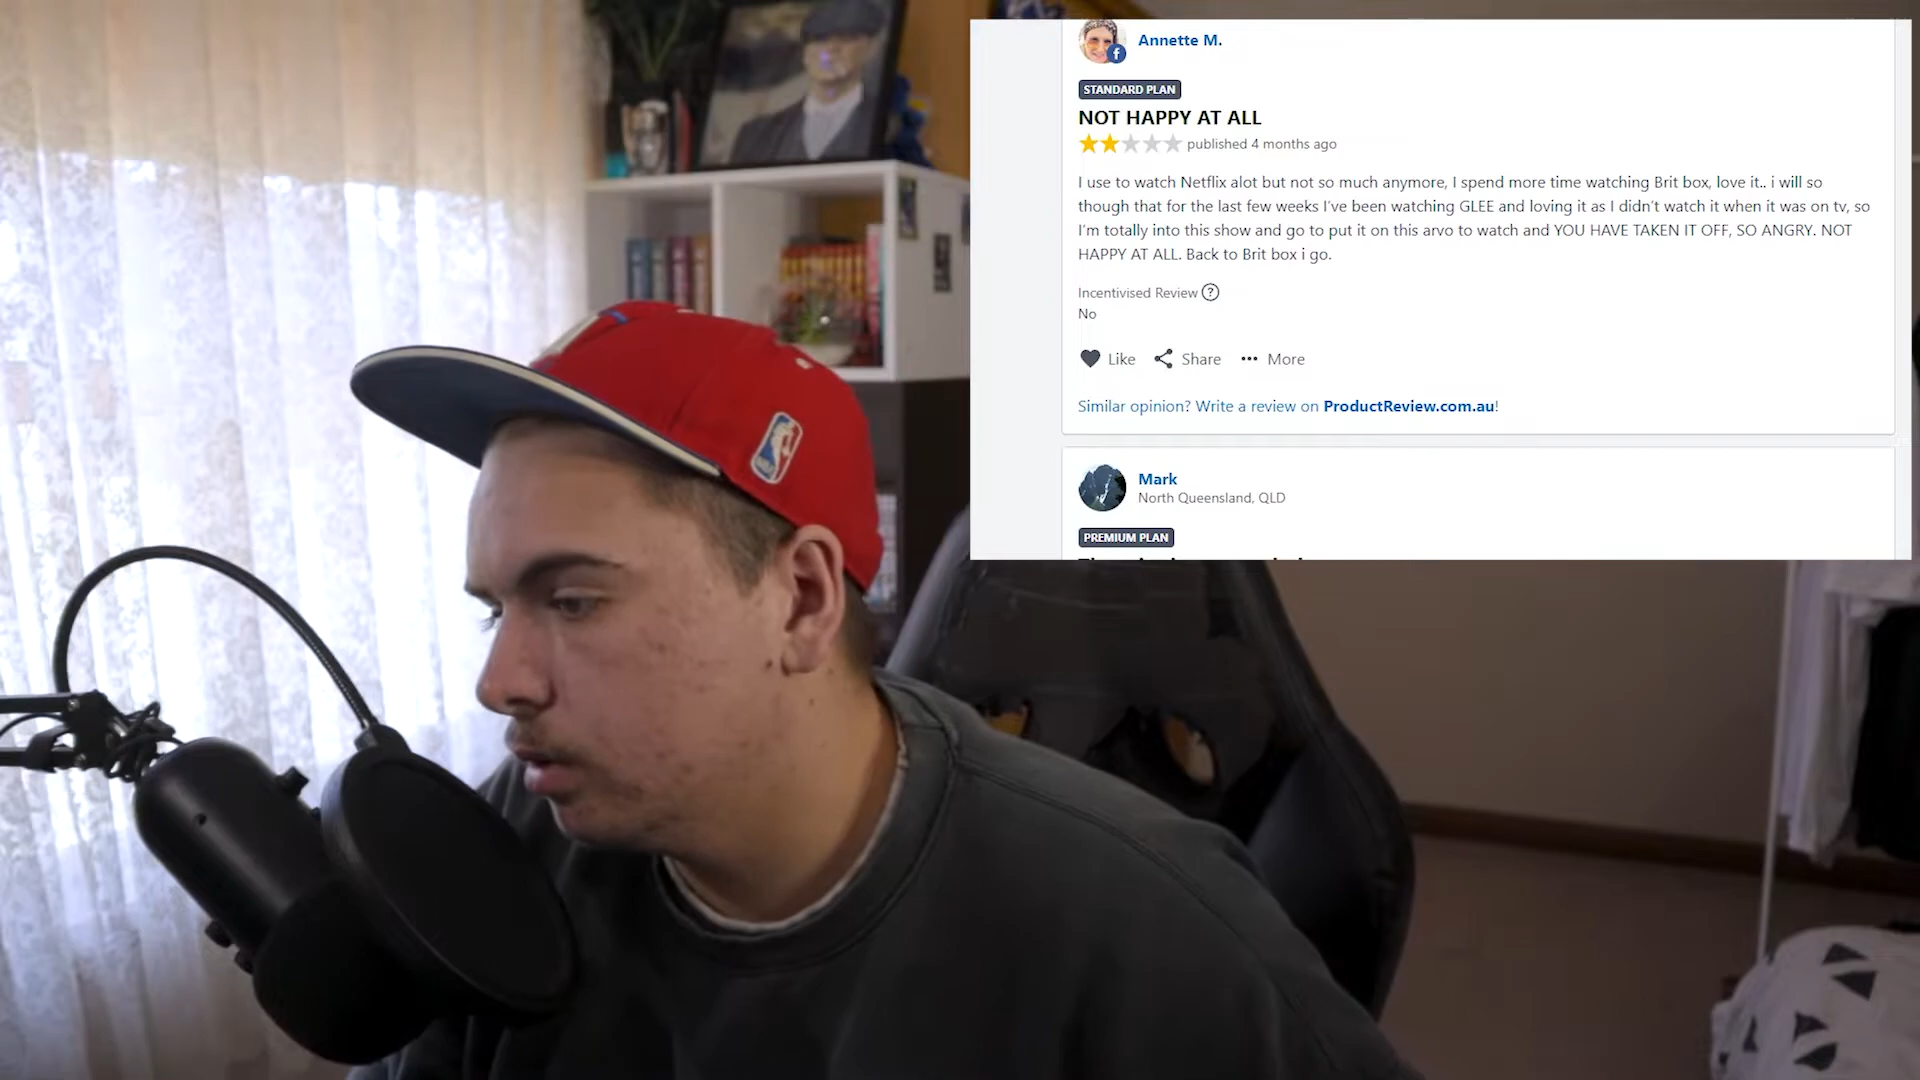 Annette M.
STANDARD PLAN
NOT HAPPY AT ALL
published 4 months ago
I use to watch Netflix alot but not so much anymore, I spend more time watching Brit box, love it.. i will so
though that for the last few weeks I've been watching GLEE and loving it as I didn't watch it when it was on tv, so
I'm totally into this show and go to put it on this arvo to watch and YOU HAVE TAKEN IT OFF, SO ANGRY. NOT
HAPPY AT ALL. Back to Brit box i go.
Incentivised Review ?
No
Like Share ••• More
Similar opinion? Write a review on ProductReview.com.au!
Mark
North Queensland, QLD
PREMIUM PLAN